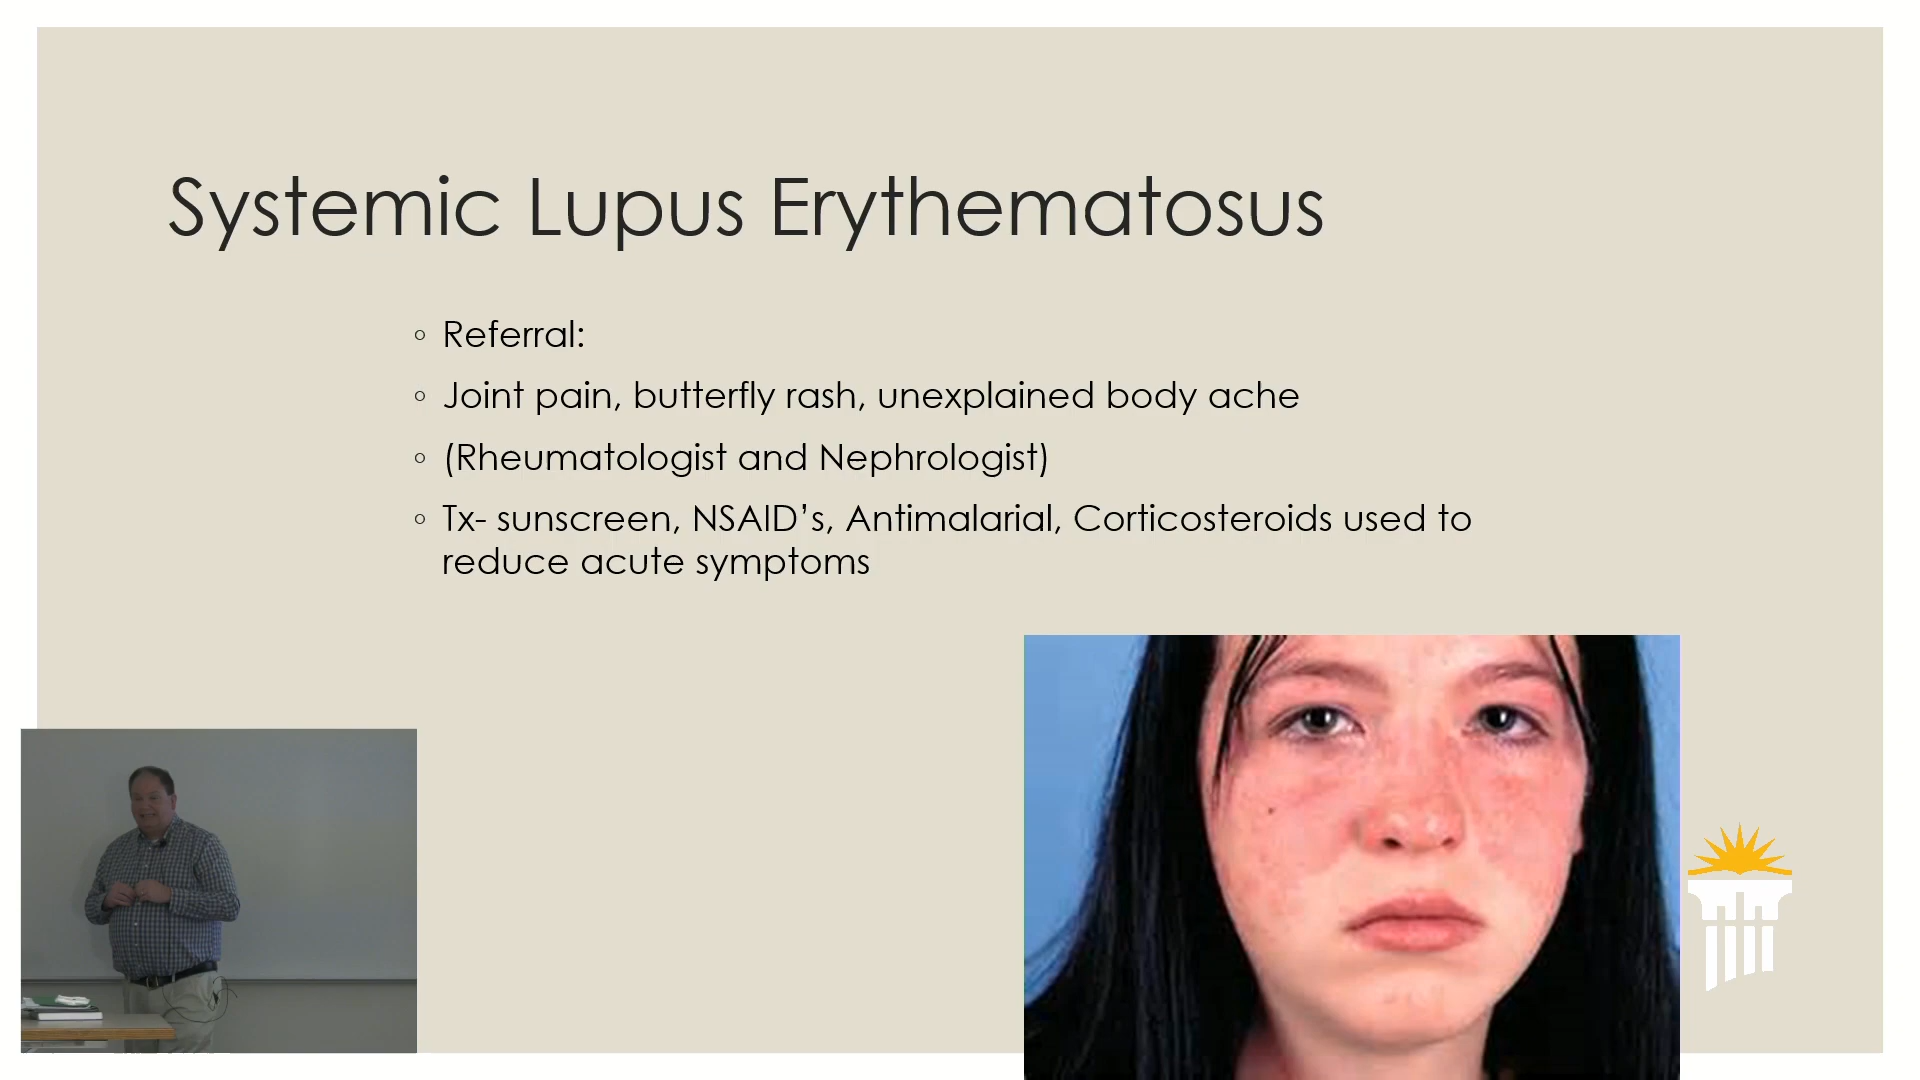 Systemic Lupus Erythematosus
◦ Referral:
◦ Joint pain, butterfly rash, unexplained body ache
◦ (Rheumatologist and Nephrologist)
◦ Tx- sunscreen, NSAID’s, Antimalarial, Corticosteroids used to
reduce acute symptoms